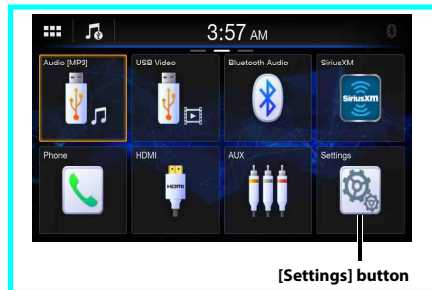 3:57 AM
Audio [MP3]
USB Video
Bluetooth Audio
SiriusXM
SiriusXM
Phone
HDMI
HDMI
AUX
Settings
[Settings] button